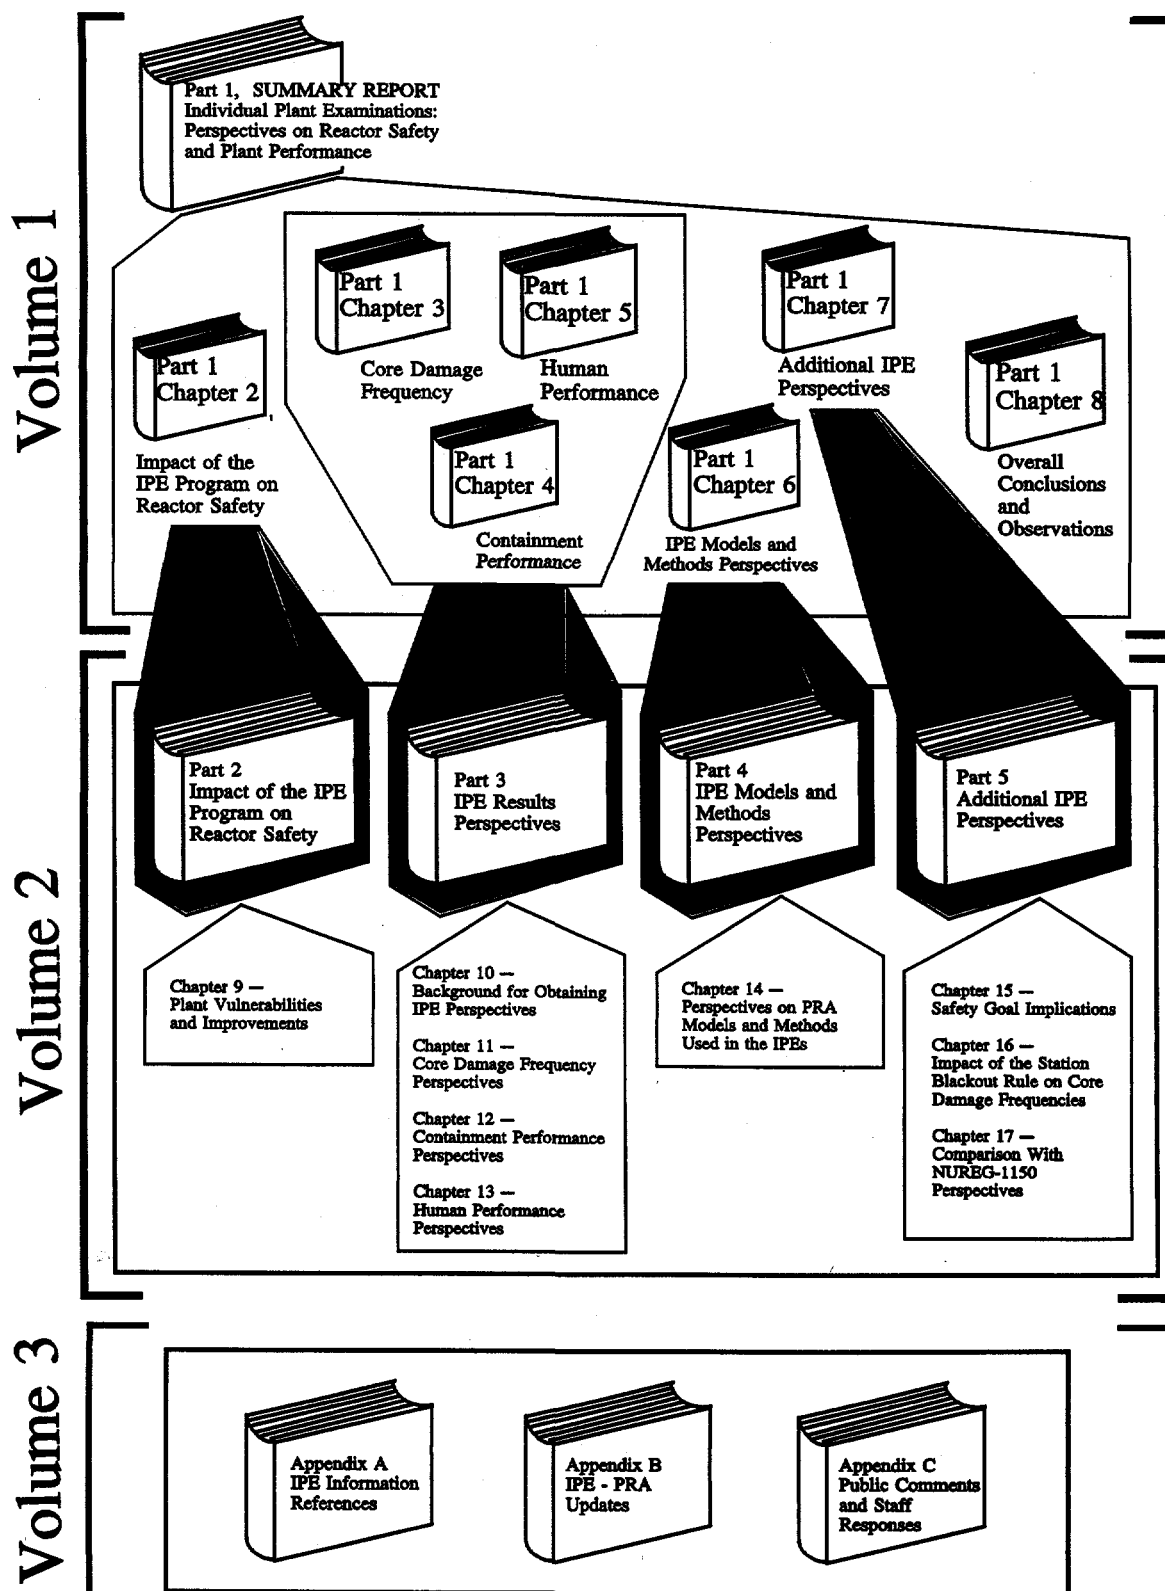 Volume 1
Part 1, SUMMARY REPORT
Individual Plant Examinations:
Perspectives on Reactor Safety
and Plant Performance
Part 1
Chapter 2
Impact of the
IPE Program on
Reactor Safety
Part 1
Chapter 3
Core Damage
Frequency
Part 1
Chapter 5
Human
Performance
Part 1
Chapter 4
Containment
Performance
Part 1
Chapter 7
Additional IPE
Perspectives
Part 1
Chapter 6
IPE Models and
Methods Perspectives
Part 1
Chapter 8
Overall
Conclusions
and
Observations
Volume 2
Part 2
Impact of the IPE
Program on
Reactor Safety
Part 3
IPE Results
Perspectives
Part 4
IPE Models and
Methods
Perspectives
Part 5
Additional IPE
Perspectives
Chapter 9 —
Plant Vulnerabilities
and Improvements
Chapter 10 —
Background for Obtaining
IPE Perspectives
Chapter 11 —
Core Damage Frequency
Perspectives
Chapter 12 —
Containment Performance
Perspectives
Chapter 13 —
Human Performance
Perspectives
Chapter 14 —
Perspectives on PRA
Models and Methods
Used in the IPEs
Chapter 15 —
Safety Goal Implications
Chapter 16 —
Impact of the Station
Blackout Rule on Core
Damage Frequencies
Chapter 17 —
Comparison With
NUREG-1150
Perspectives
Volume 3
Appendix A
IPE Information
References
Appendix B
IPE - PRA
Updates
Appendix C
Public Comments
and Staff
Responses